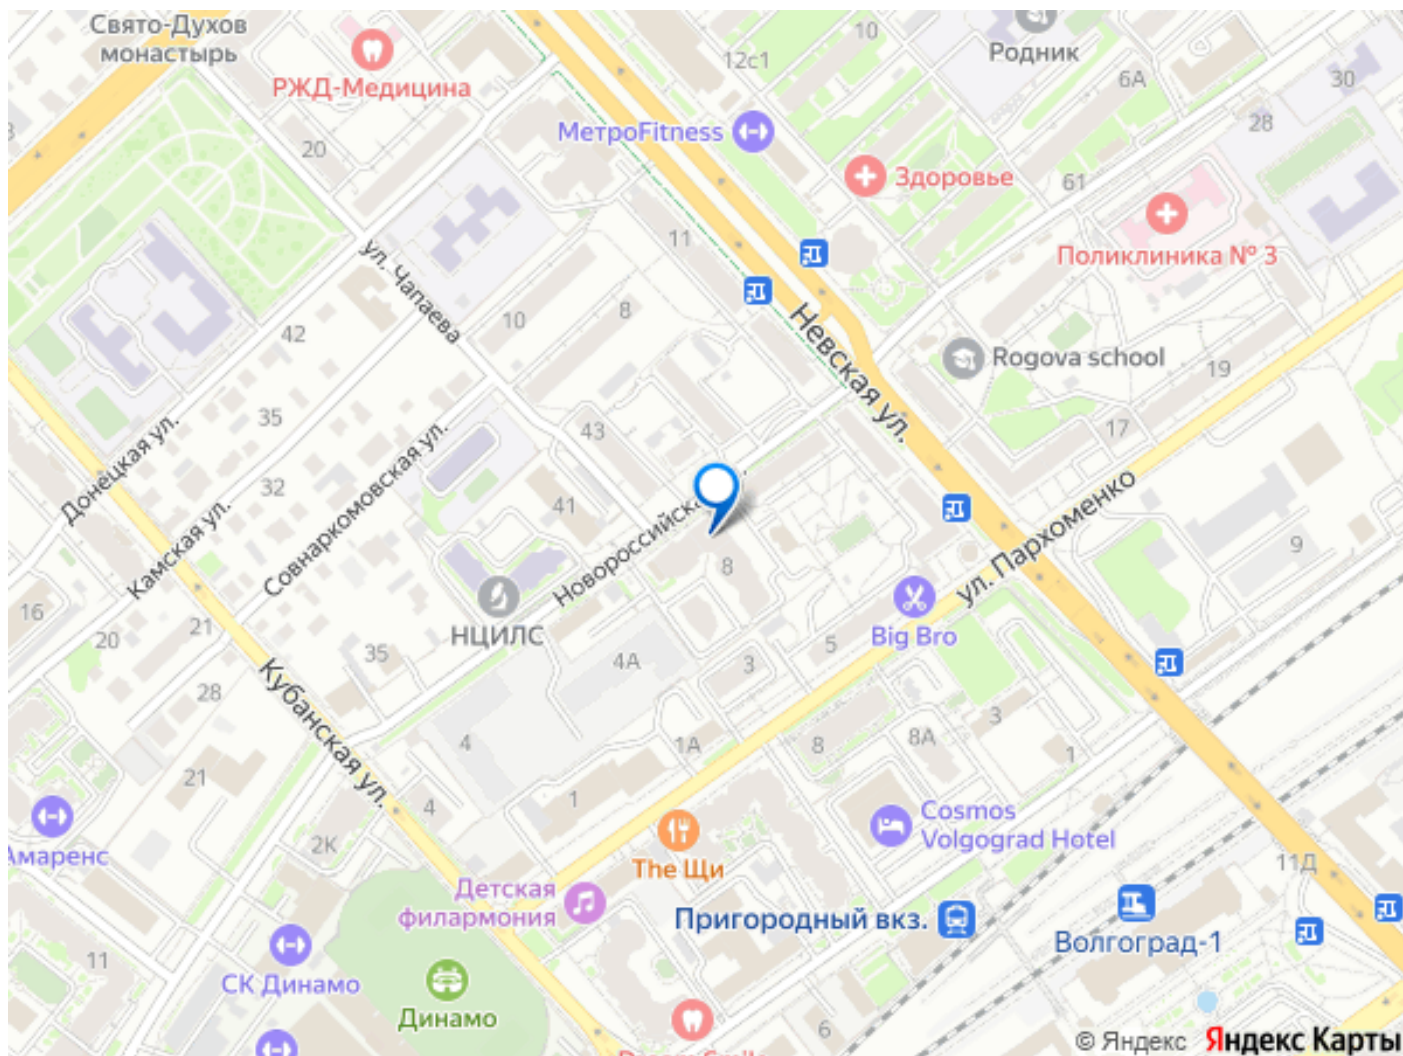 Свято-Духов
монастырь
РЖД-Медицина
20
12с1
10
Родник
6А
30
28
МетроFitness
Здоровье
61
Поликлиника № 3
11
ул. Чапаева
42
10
8
Невская ул.
Rogova school
19
17
35
43
Донецкая ул.
32
Совнаркомовская ул.
Камская ул.
41
Новороссийск
8
ул. Пархоменко
9
16
20
21
НЦИЛС
Big Bro
35
4А
3
5
28
Кубанская ул.
4
1А
8
8А
3
1
21
4
1
2К
Амаренс
Cosmos
Volgograd Hotel
The Щи
11Д
Детская
филармония
Пригородный вкз.
Волгоград-1
11
СК Динамо
Динамо
6
© Яндекс Яндекс Карты